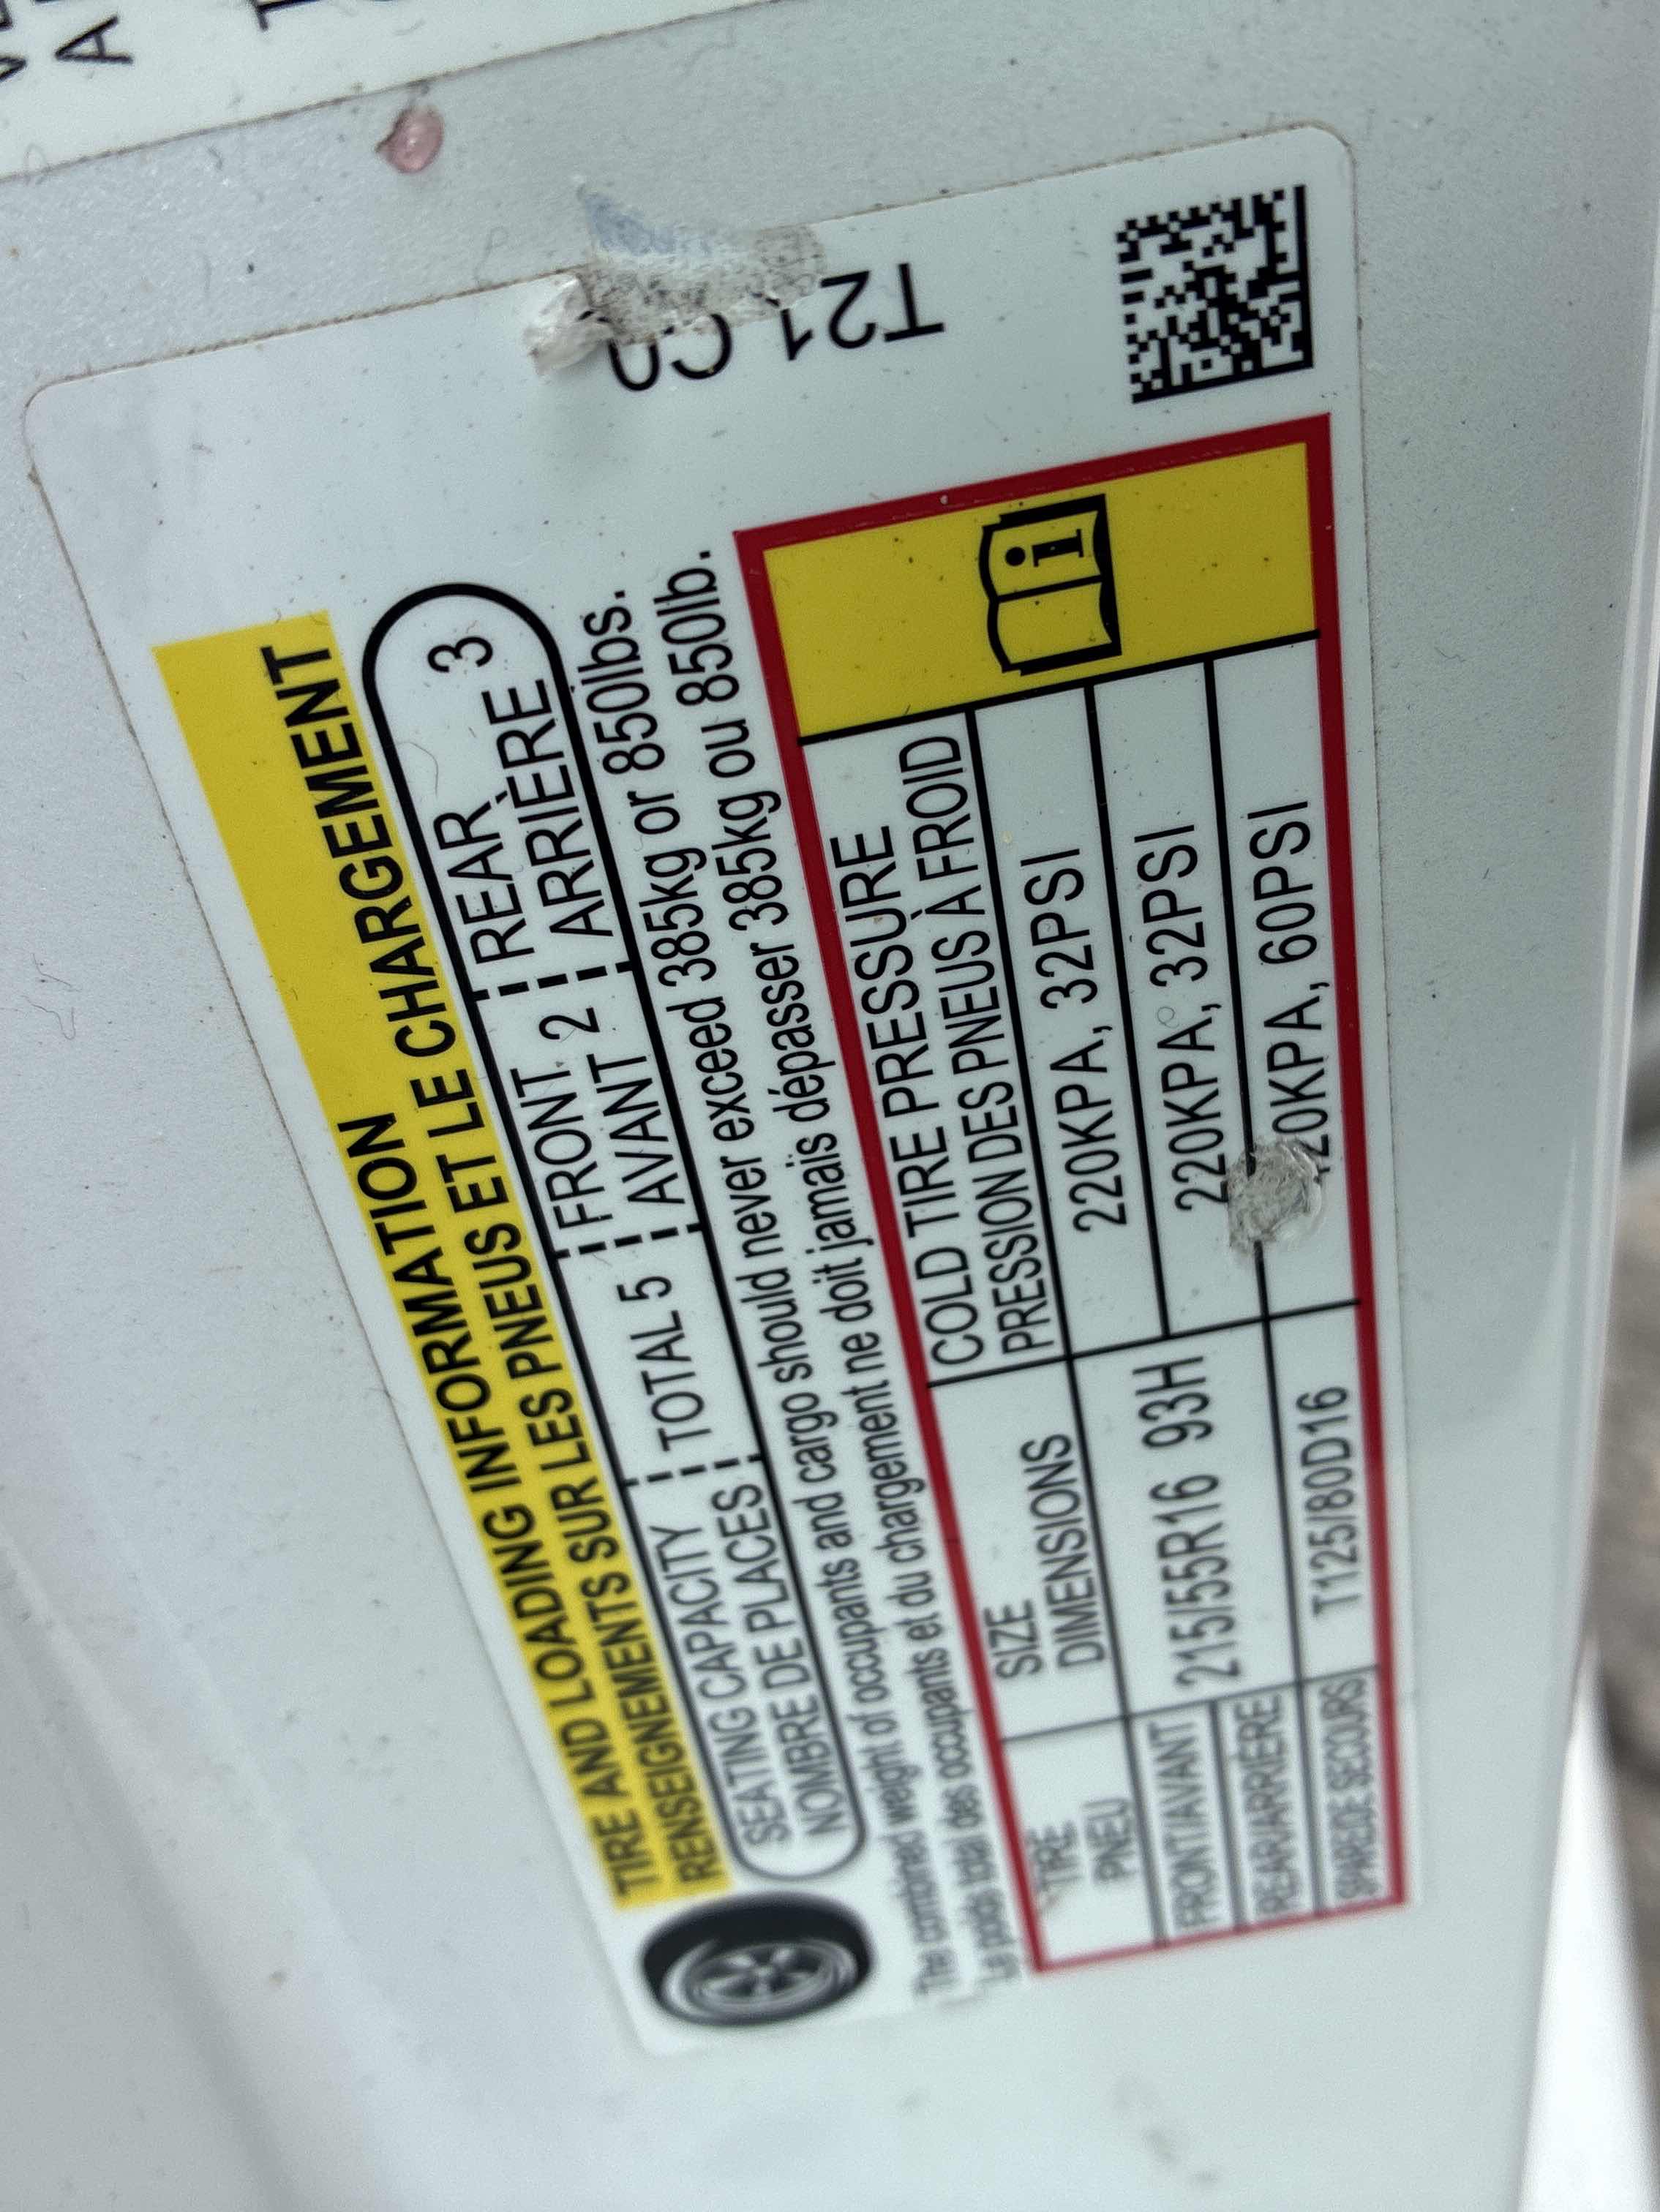 TIRE AND LOADING INFORMATION
RENSEIGNEMENTS SUR LES PNEUS ET LE CHARGEMENT
SEATING CAPACITY
NOMBRE DE PLACES
TOTAL 5
FRONT 2
AVANT
REAR 3
ARRIÈRE
The combined weight of occupants and cargo should never exceed 385kg or 850lbs.
Le poids total des occupants et du chargement ne doit jamais dépasser 385kg ou 850lb.
TIRE
PNEU
SIZE
DIMENSIONS
COLD TIRE PRESSURE
PRESSION DES PNEUS À FROID
FRONT/AVANT
215/55R16 93H
220KPA, 32PSI
REAR/ARRIÈRE
220KPA, 32PSI
SPARE/DE SECOURS
T125/80D16
20KPA, 60PSI
i
T21